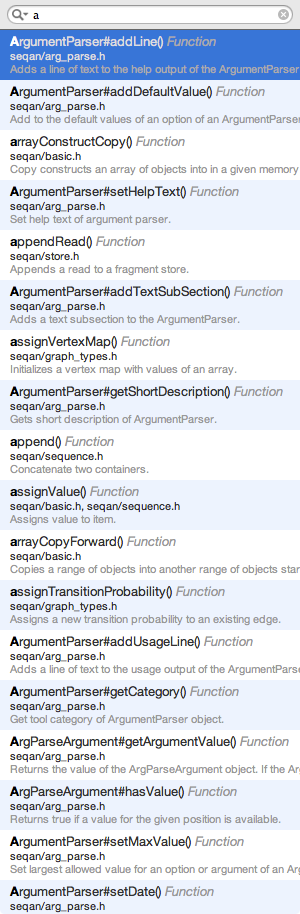 a
ArgumentParser#addLine() Function
seqan/arg_parse.h
Adds a line of text to the help output of the ArgumentParser
ArgumentParser#addDefaultValue() Function
seqan/arg_parse.h
Add to the default values of an option of an ArgumentParser
arrayConstructCopy() Function
seqan/basic.h
Copy constructs an array of objects into in a given memory
ArgumentParser#setHelpText() Function
seqan/arg_parse.h
Set help text of argument parser.
appendRead() Function
seqan/store.h
Appends a read to a fragment store.
ArgumentParser#addTextSubSection() Function
seqan/arg_parse.h
Adds a text subsection to the ArgumentParser.
assignVertexMap() Function
seqan/graph_types.h
Initializes a vertex map with values of an array.
ArgumentParser#getShortDescription() Function
seqan/arg_parse.h
Gets short description of ArgumentParser.
append() Function
seqan/sequence.h
Concatenate two containers.
assignValue() Function
seqan/basic.h, seqan/sequence.h
Assigns value to item.
arrayCopyForward() Function
seqan/basic.h
Copies a range of objects into another range of objects star
assignTransitionProbability() Function
seqan/graph_types.h
Assigns a new transition probability to an existing edge.
ArgumentParser#addUsageLine() Function
seqan/arg_parse.h
Adds a line of text to the usage output of the ArgumentParse
ArgumentParser#getCategory() Function
seqan/arg_parse.h
Get tool category of ArgumentParser object.
ArgParseArgument#getArgumentValue() Function
seqan/arg_parse.h
Returns the value of the ArgParseArgument object. If the Ar
ArgParseArgument#hasValue() Function
seqan/arg_parse.h
Returns true if a value for the given position is available.
ArgumentParser#setMaxValue() Function
seqan/arg_parse.h
Set largest allowed value for an option or argument of an Arg
ArgumentParser#setDate() Function
seqan/arg_parse.h